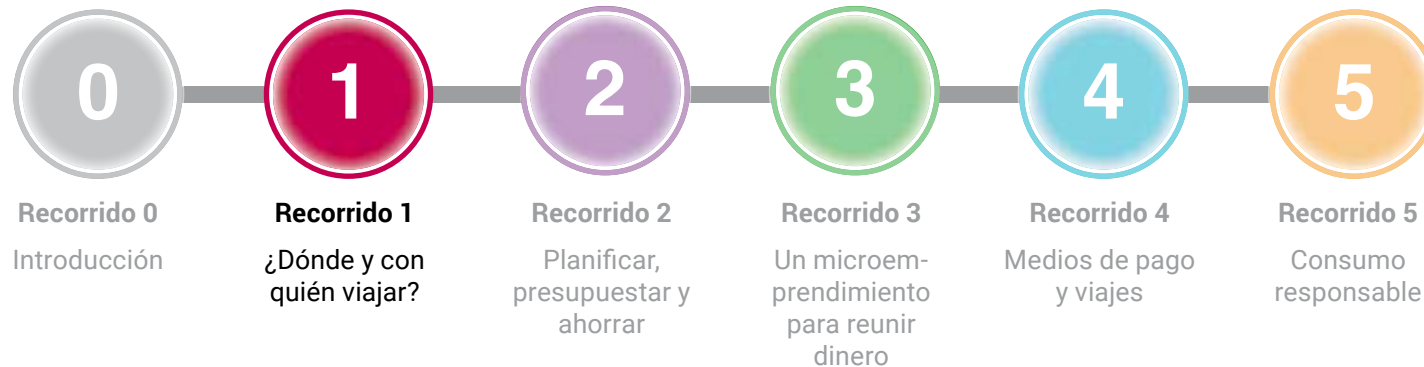 0
1
2
3
4
5
Recorrido 0
Introducción
Recorrido 1
¿Dónde y con
quién viajar?
Recorrido 2
Planificar,
presupuestar y
ahorrar
Recorrido 3
Un microem-
prendimiento
para reunir
dinero
Recorrido 4
Medios de pago
y viajes
Recorrido 5
Consumo
responsable